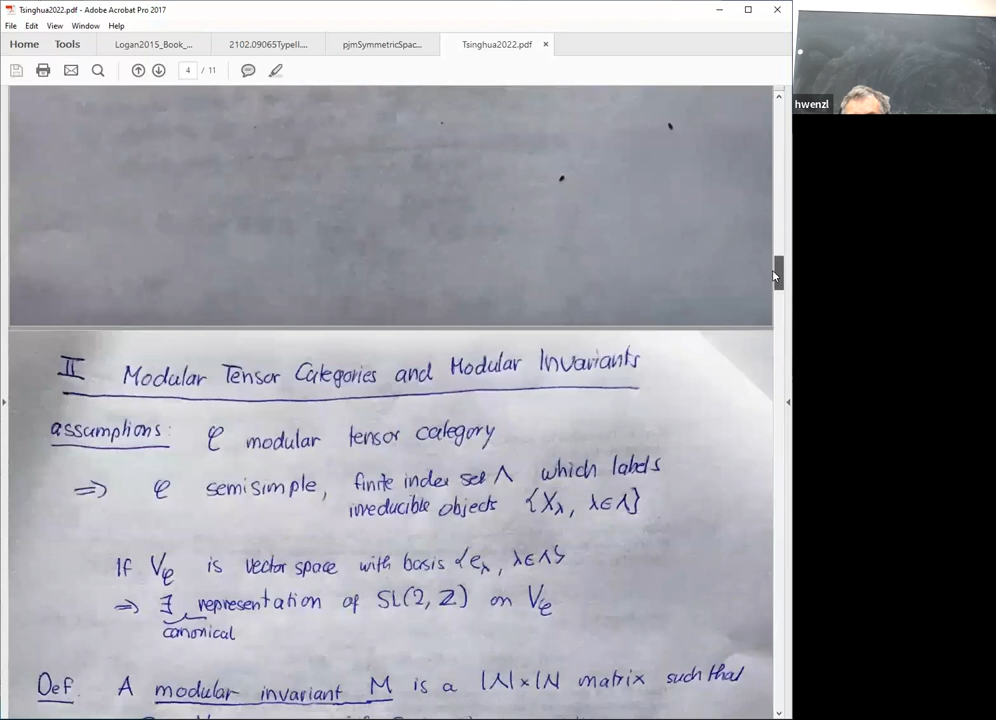 Tsinghua2022.pdf - Adobe Acrobat Pro 2017
File Edit View Window Help
Home Tools Logan2015_Book_... 2102.09065TypeII.... pjmSymmetricSpac... Tsinghua2022.pdf ×
4 / 11
hwenzl
II Modular Tensor Categories and Modular Invariants
assumptions: 𝒞 modular tensor category
⇒ 𝒞 semisimple, finite index set Λ which labels
irreducible objects {X_λ, λ∈Λ}
If V_𝒞 is vector space with basis {e_λ, λ∈Λ}
⇒ ∃ representation of SL(2,ℤ) on V_𝒞
canonical
Def. A modular invariant M is a |Λ|×|Λ| matrix such that